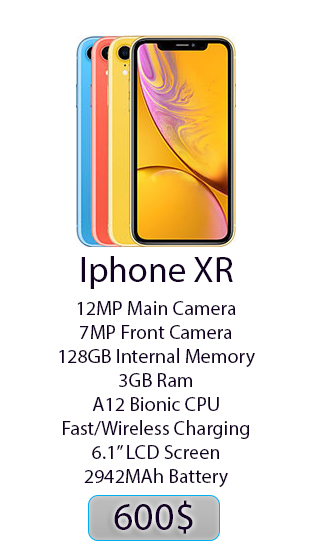 Iphone XR
12MP Main Camera
7MP Front Camera
128GB Internal Memory
3GB Ram
A12 Bionic CPU
Fast/Wireless Charging
6.1” LCD Screen
2942MAh Battery
600$